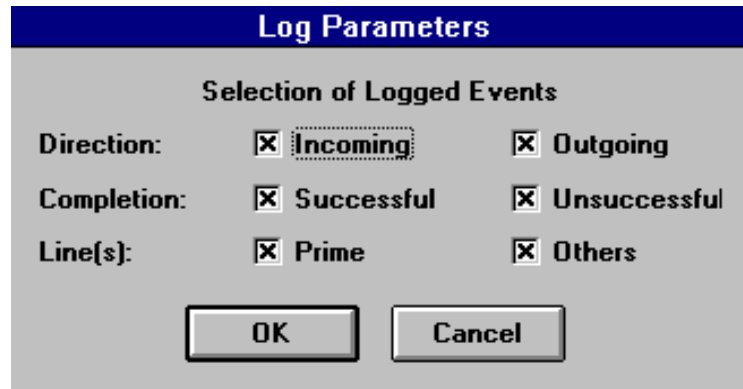 Log Parameters
Selection of Logged Events
Direction: Incoming Outgoing
Completion: Successful Unsuccessful
Line(s): Prime Others
OK Cancel